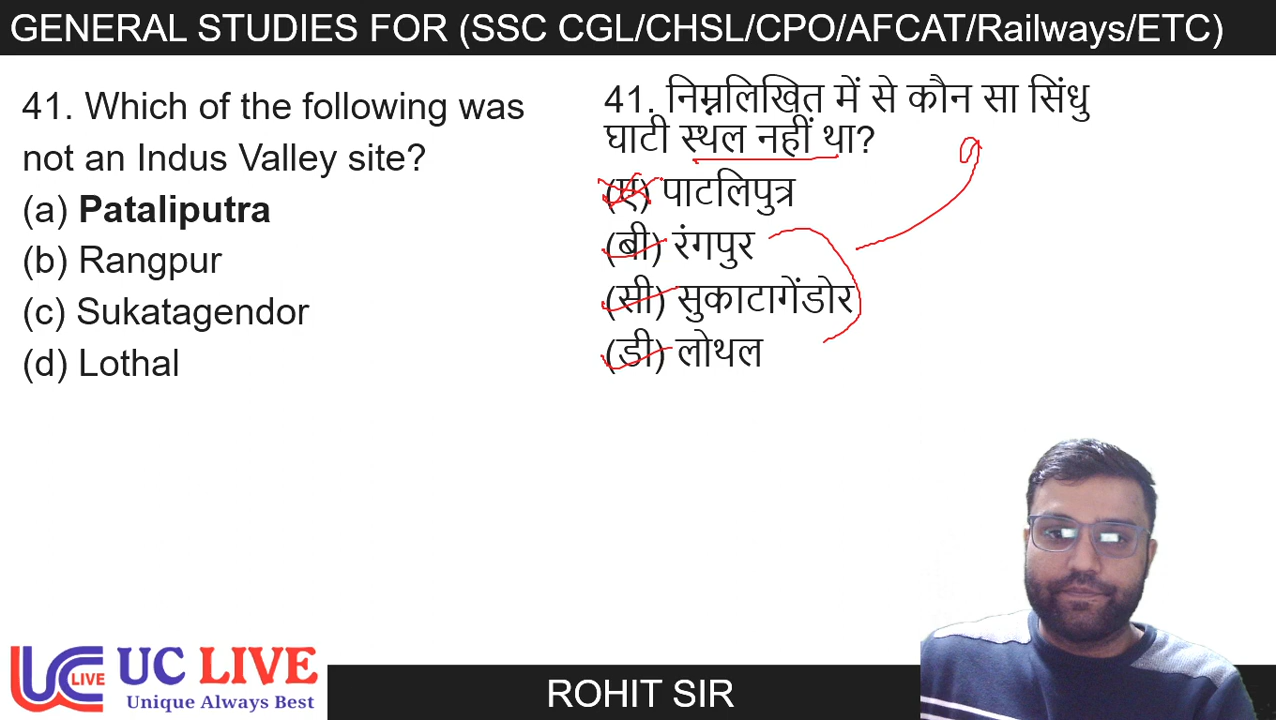 GENERAL STUDIES FOR (SSC CGL/CHSL/CPO/AFCAT/Railways/ETC)
41. Which of the following was
not an Indus Valley site?
(a) Pataliputra
(b) Rangpur
(c) Sukatagendor
(d) Lothal
41. निम्नलिखित में से कौन सा सिंधु
घाटी स्थल नहीं था?
(ए) पाटलिपुत्र
(बी) रंगपुर
(सी) सुकाटागेंडोर
(डी) लोथल
LIVE
UC LIVE
Unique Always Best
ROHIT SIR